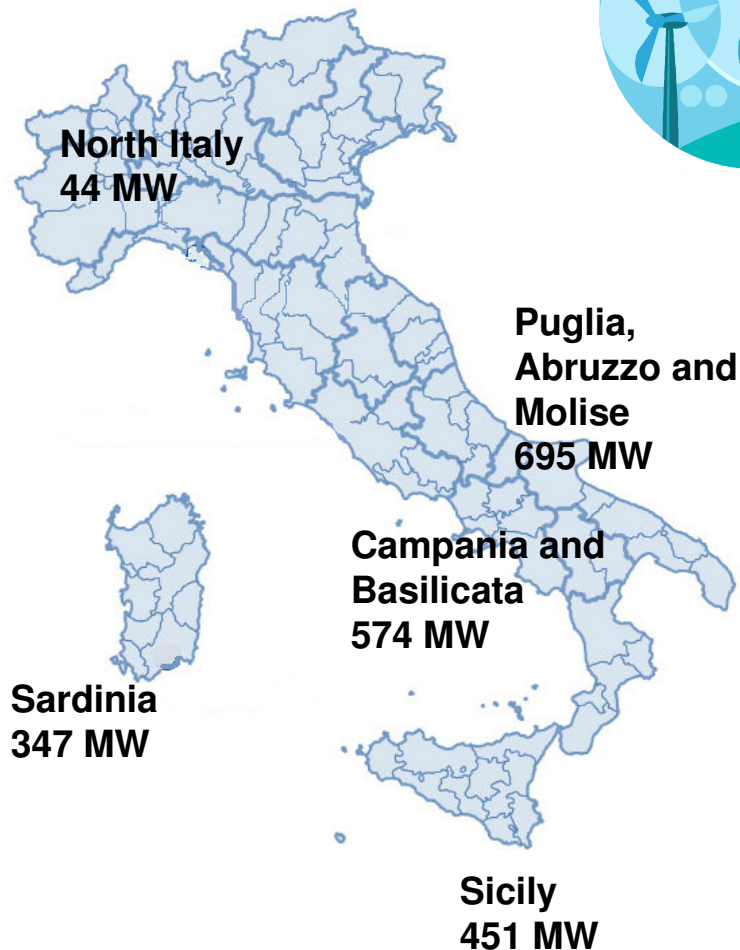 North Italy
44 MW
Puglia,
Abruzzo and
Molise
695 MW
Campania and
Basilicata
574 MW
Sardinia
347 MW
Sicily
451 MW